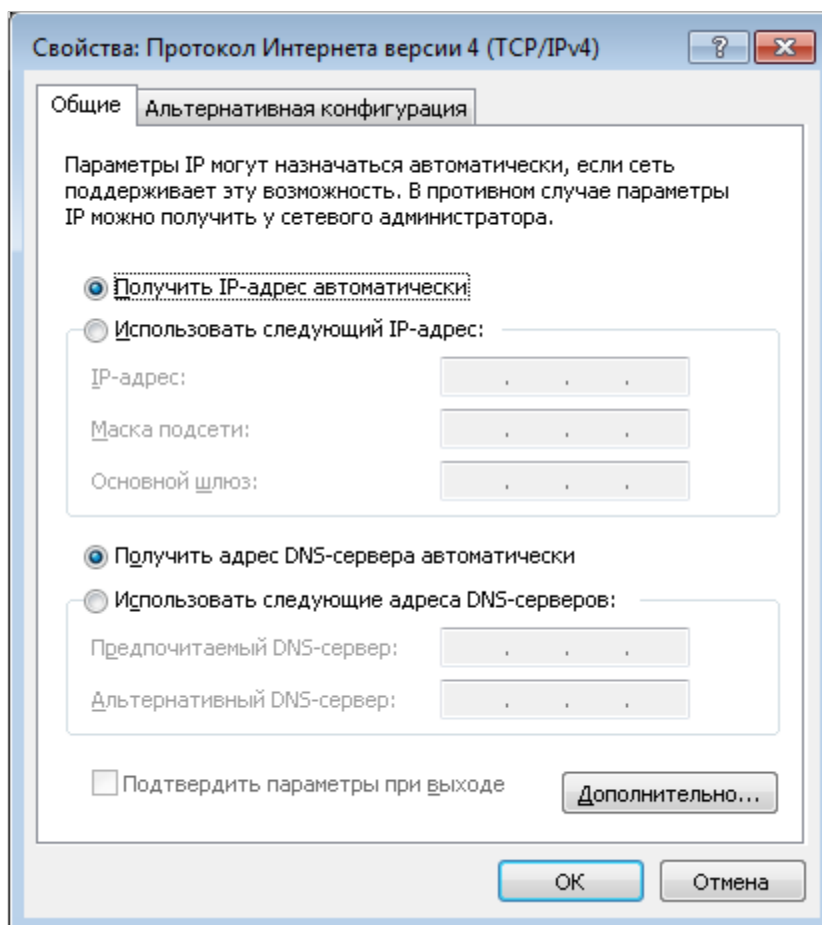 Свойства: Протокол Интернета версии 4 (TCP/IPv4)
Общие
Альтернативная конфигурация
Параметры IP могут назначаться автоматически, если сеть
поддерживает эту возможность. В противном случае параметры
IP можно получить у сетевого администратора.
Получить IP-адрес автоматически
Использовать следующий IP-адрес:
IP-адрес:
Маска подсети:
Основной шлюз:
Получить адрес DNS-сервера автоматически
Использовать следующие адреса DNS-серверов:
Предпочитаемый DNS-сервер:
Альтернативный DNS-сервер:
Подтвердить параметры при выходе
Дополнительно...
ОК
Отмена